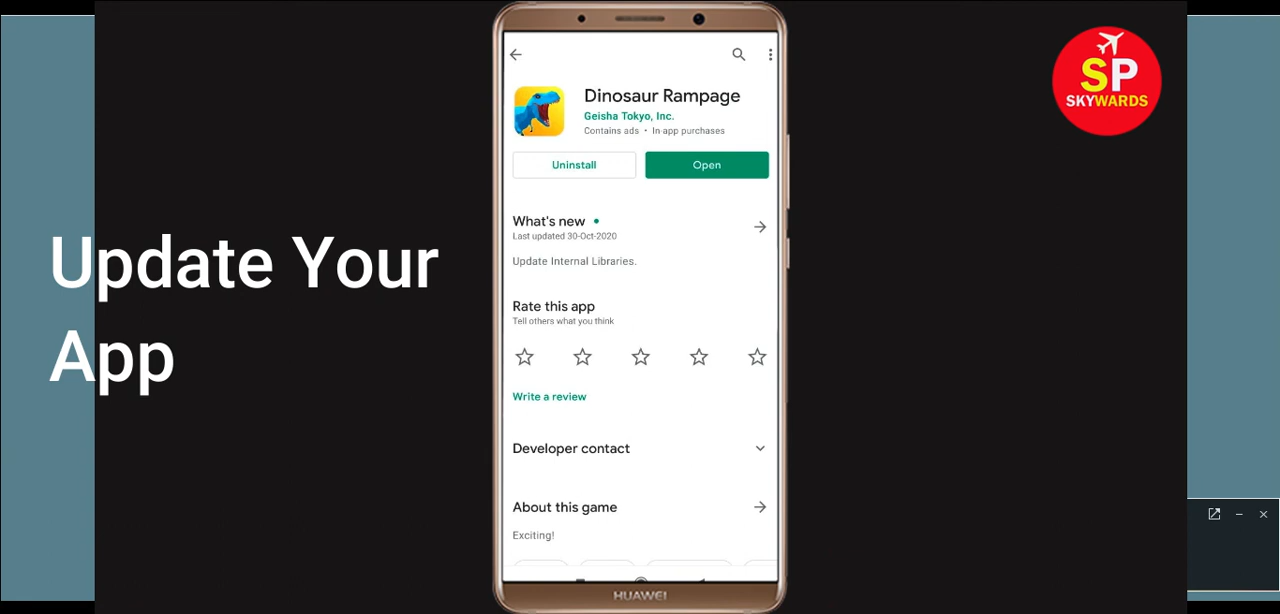 SP
SKYWARDS
Update Your
App
Dinosaur Rampage
Geisha Tokyo, Inc.
Contains ads • In-app purchases
Uninstall
Open
What's new •
Last updated 30-Oct-2020
Update Internal Libraries.
Rate this app
Tell others what you think
Write a review
Developer contact
About this game
Exciting!
HUAWEI